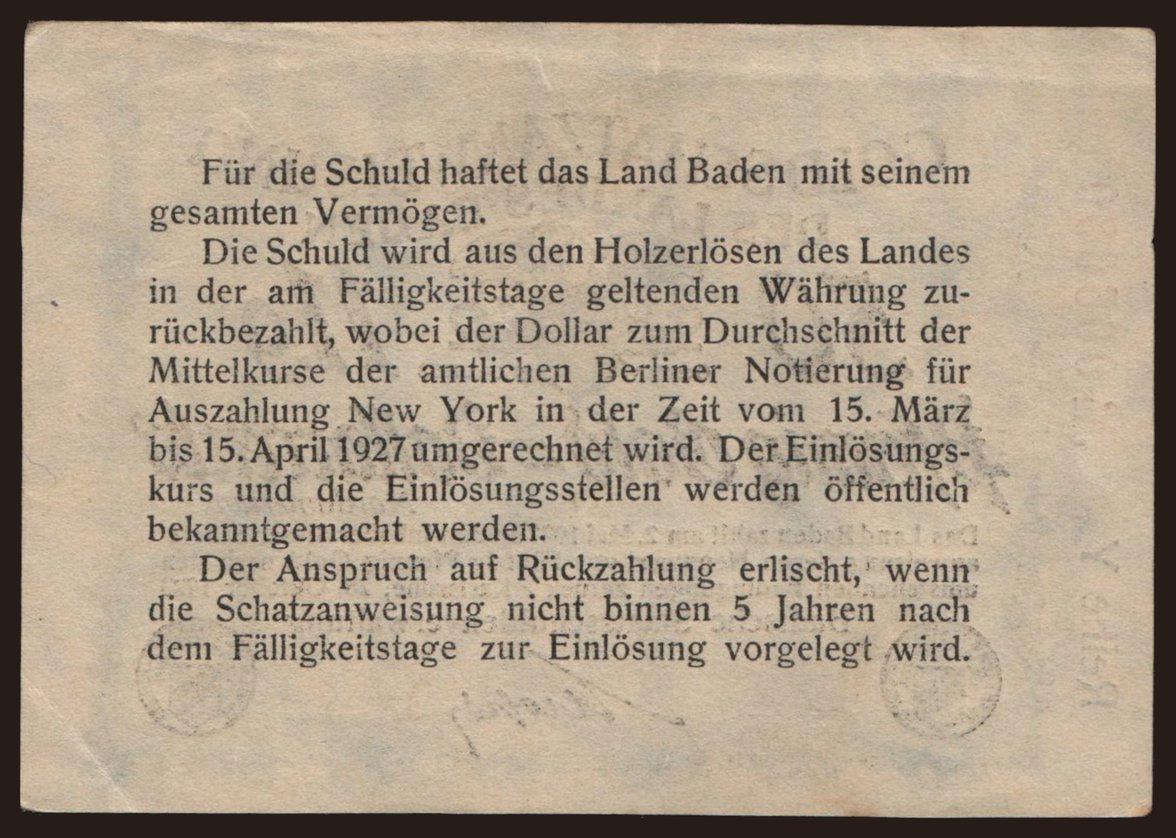 Für die Schuld haftet das Land Baden mit seinem
gesamten Vermögen.
Die Schuld wird aus den Holzerlösen des Landes
in der am Fälligkeitstage geltenden Währung zu-
rückbezahlt, wobei der Dollar zum Durchschnitt der
Mittelkurse der amtlichen Berliner Notierung für
Auszahlung New York in der Zeit vom 15. März
bis 15. April 1927 umgerechnet wird. Der Einlösungs-
kurs und die Einlösungsstellen werden öffentlich
bekanntgemacht werden.
Der Anspruch auf Rückzahlung erlischt, wenn
die Schatzanweisung nicht binnen 5 Jahren nach
dem Fälligkeitstage zur Einlösung vorgelegt wird.